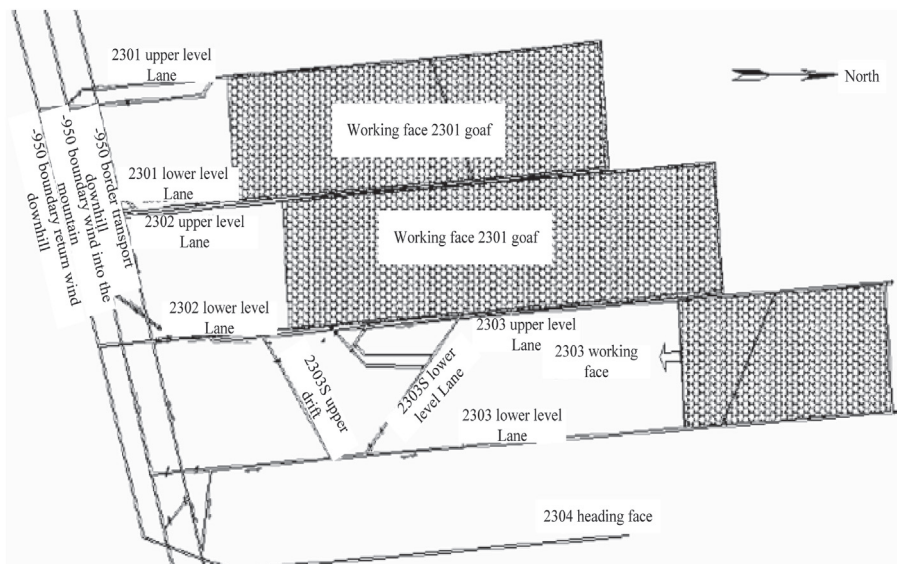 2301 upper level
Lane
North
Working face 2301 goaf
-950 border transport
downhill
-950 boundary wind into the
mountain
-950 boundary return wind
downhill
2301 lower level
Lane
2302 upper level
Lane
Working face 2301 goaf
2302 lower level
Lane
2303 upper level
Lane
2303 working
face
2303S upper
drift
2303S lower
level Lane
2303 lower level
Lane
2304 heading face